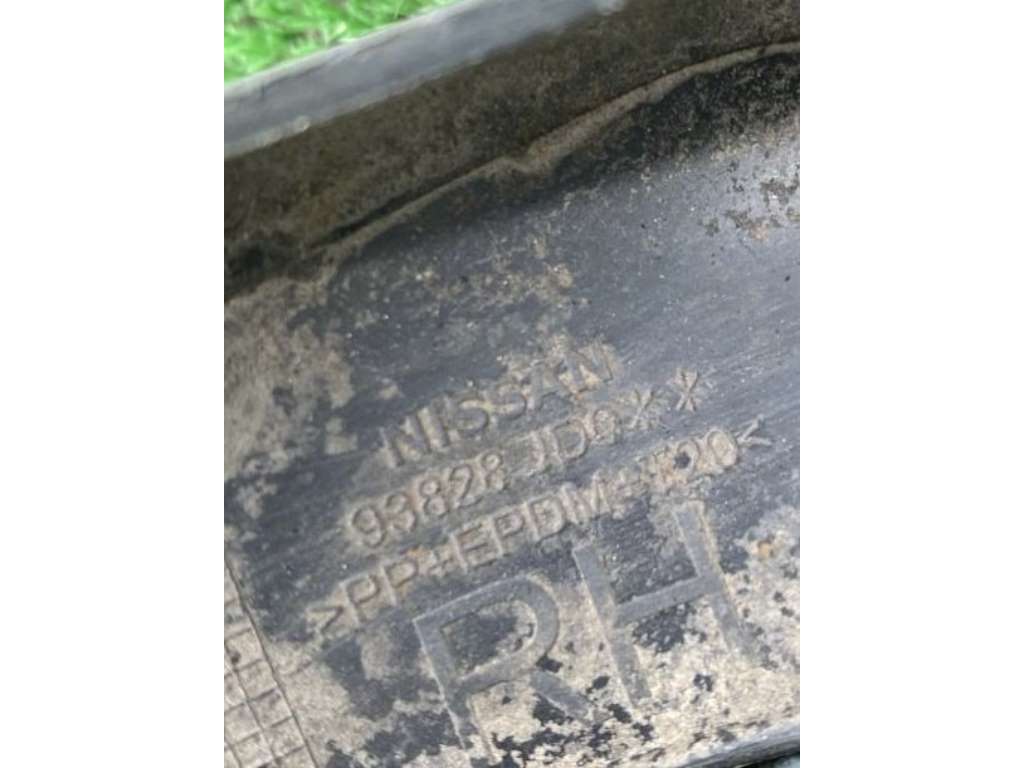 NISSAN
93828 JD0**
>PP+EPDM-T20<
RH